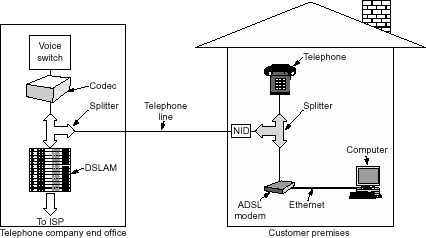 Voice
switch
Codec
Splitter
Telephone
line
DSLAM
To ISP
Telephone company end office
Telephone
NID
Splitter
Computer
ADSL
modem
Ethernet
Customer premises